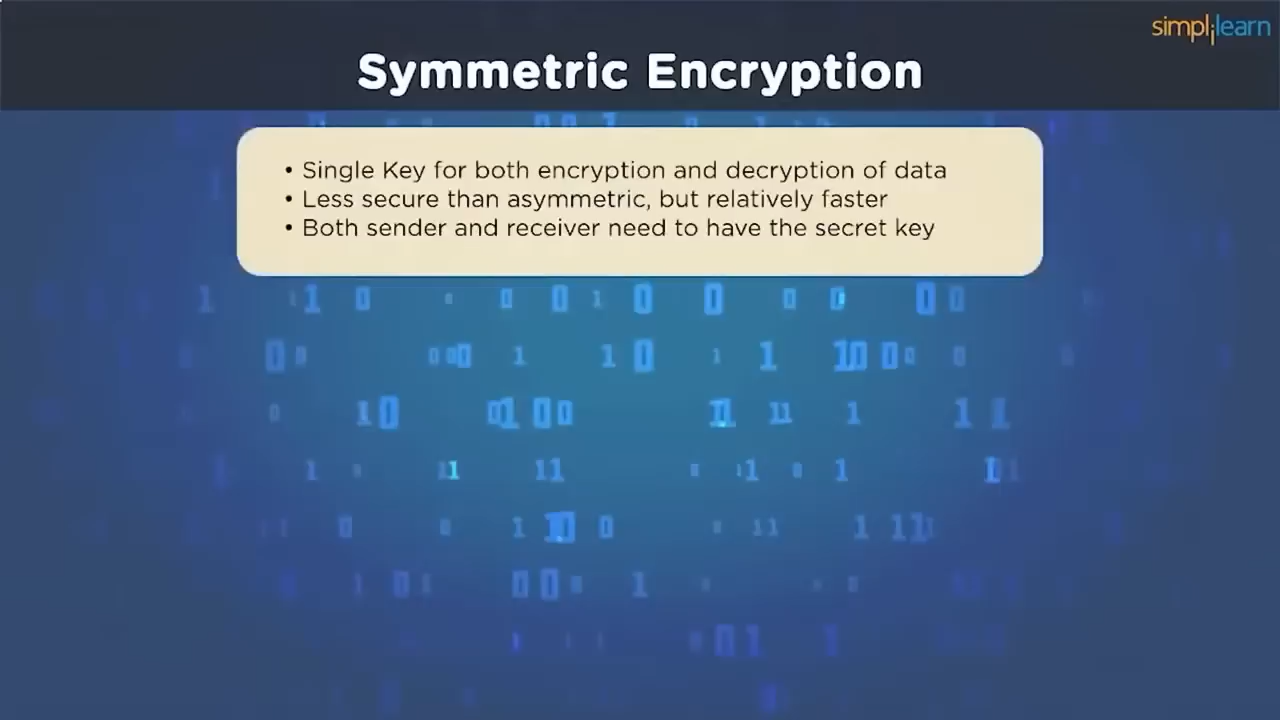 simplilearn
Symmetric Encryption
• Single Key for both encryption and decryption of data
• Less secure than asymmetric, but relatively faster
• Both sender and receiver need to have the secret key